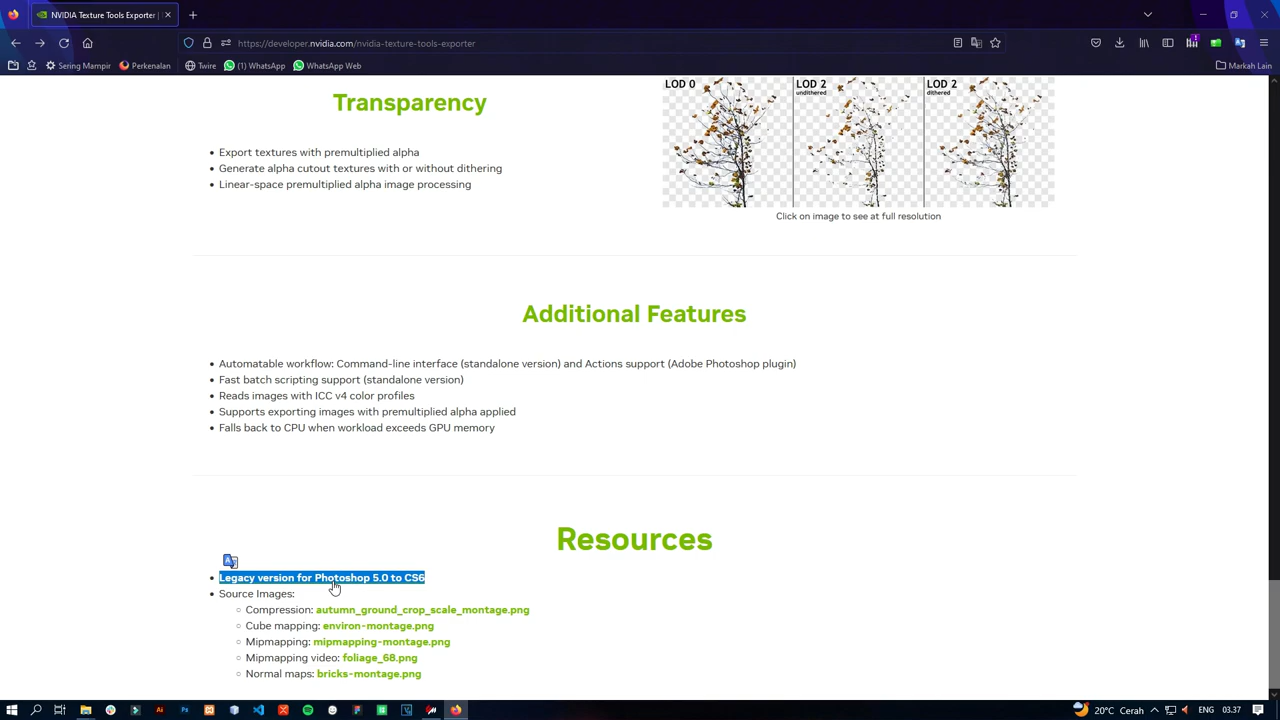 NVIDIA Texture Tools Exporter |
https://developer.nvidia.com/nvidia-texture-tools-exporter
Sering Mampir
Perkenalan
Twire
(1) WhatsApp
WhatsApp Web
Markah Lain
Transparency
Export textures with premultiplied alpha
Generate alpha cutout textures with or without dithering
Linear-space premultiplied alpha image processing
LOD 0
LOD 2
undithered
LOD 2
dithered
Click on image to see at full resolution
Additional Features
Automatable workflow: Command-line interface (standalone version) and Actions support (Adobe Photoshop plugin)
Fast batch scripting support (standalone version)
Reads images with ICC v4 color profiles
Supports exporting images with premultiplied alpha applied
Falls back to CPU when workload exceeds GPU memory
Resources
Legacy version for Photoshop 5.0 to CS6
Source Images:
Compression: autumn_ground_crop_scale_montage.png
Cube mapping: environ-montage.png
Mipmapping: mipmapping-montage.png
Mipmapping video: foliage_68.png
Normal maps: bricks-montage.png
20°C Cerah
ENG
03.37